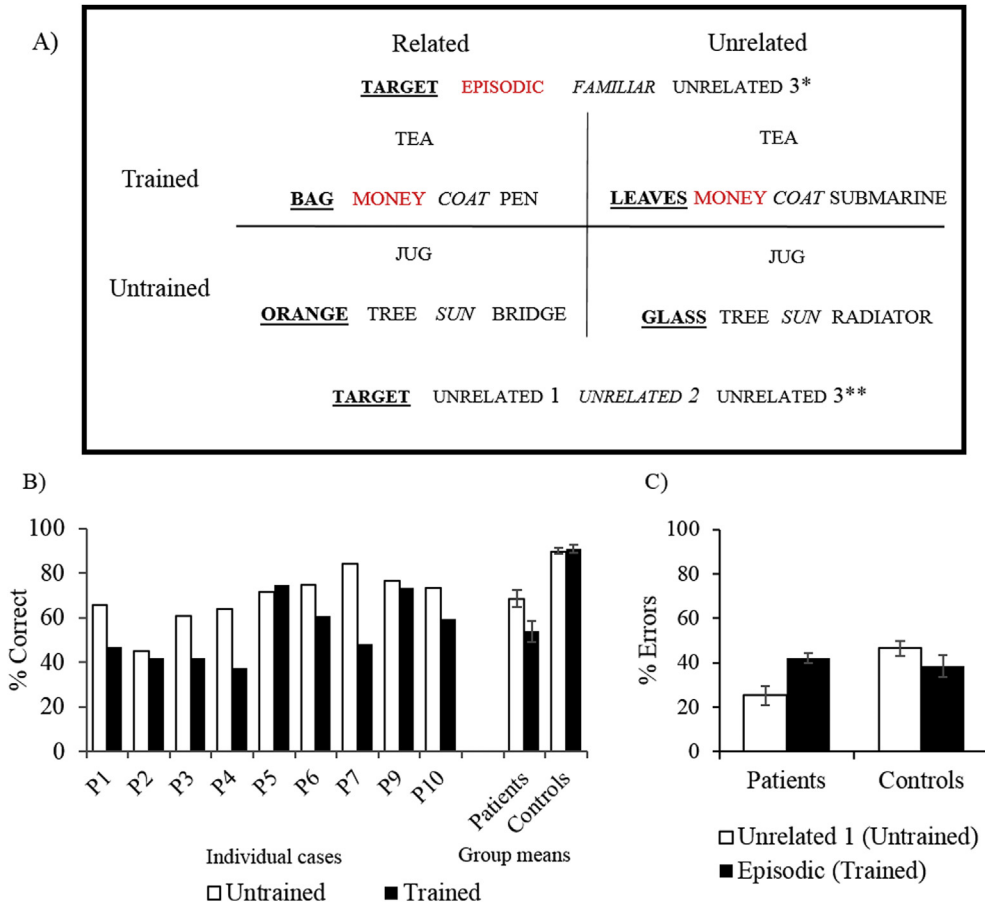 A)
Related Unrelated
TARGET EPISODIC FAMILIAR UNRELATED 3*
Trained
TEA
BAG MONEY COAT PEN
TEA
LEAVES MONEY COAT SUBMARINE
Untrained
JUG
ORANGE TREE SUN BRIDGE
JUG
GLASS TREE SUN RADIATOR
TARGET UNRELATED 1 UNRELATED 2 UNRELATED 3**
B)
% Correct
100
80
60
40
20
0
P1 P2 P3 P4 P5 P6 P7 P9 P10 Patients Controls
Individual cases Group means
Untrained Trained
C)
% Errors
100
80
60
40
20
0
Patients Controls
Unrelated 1 (Untrained)
Episodic (Trained)